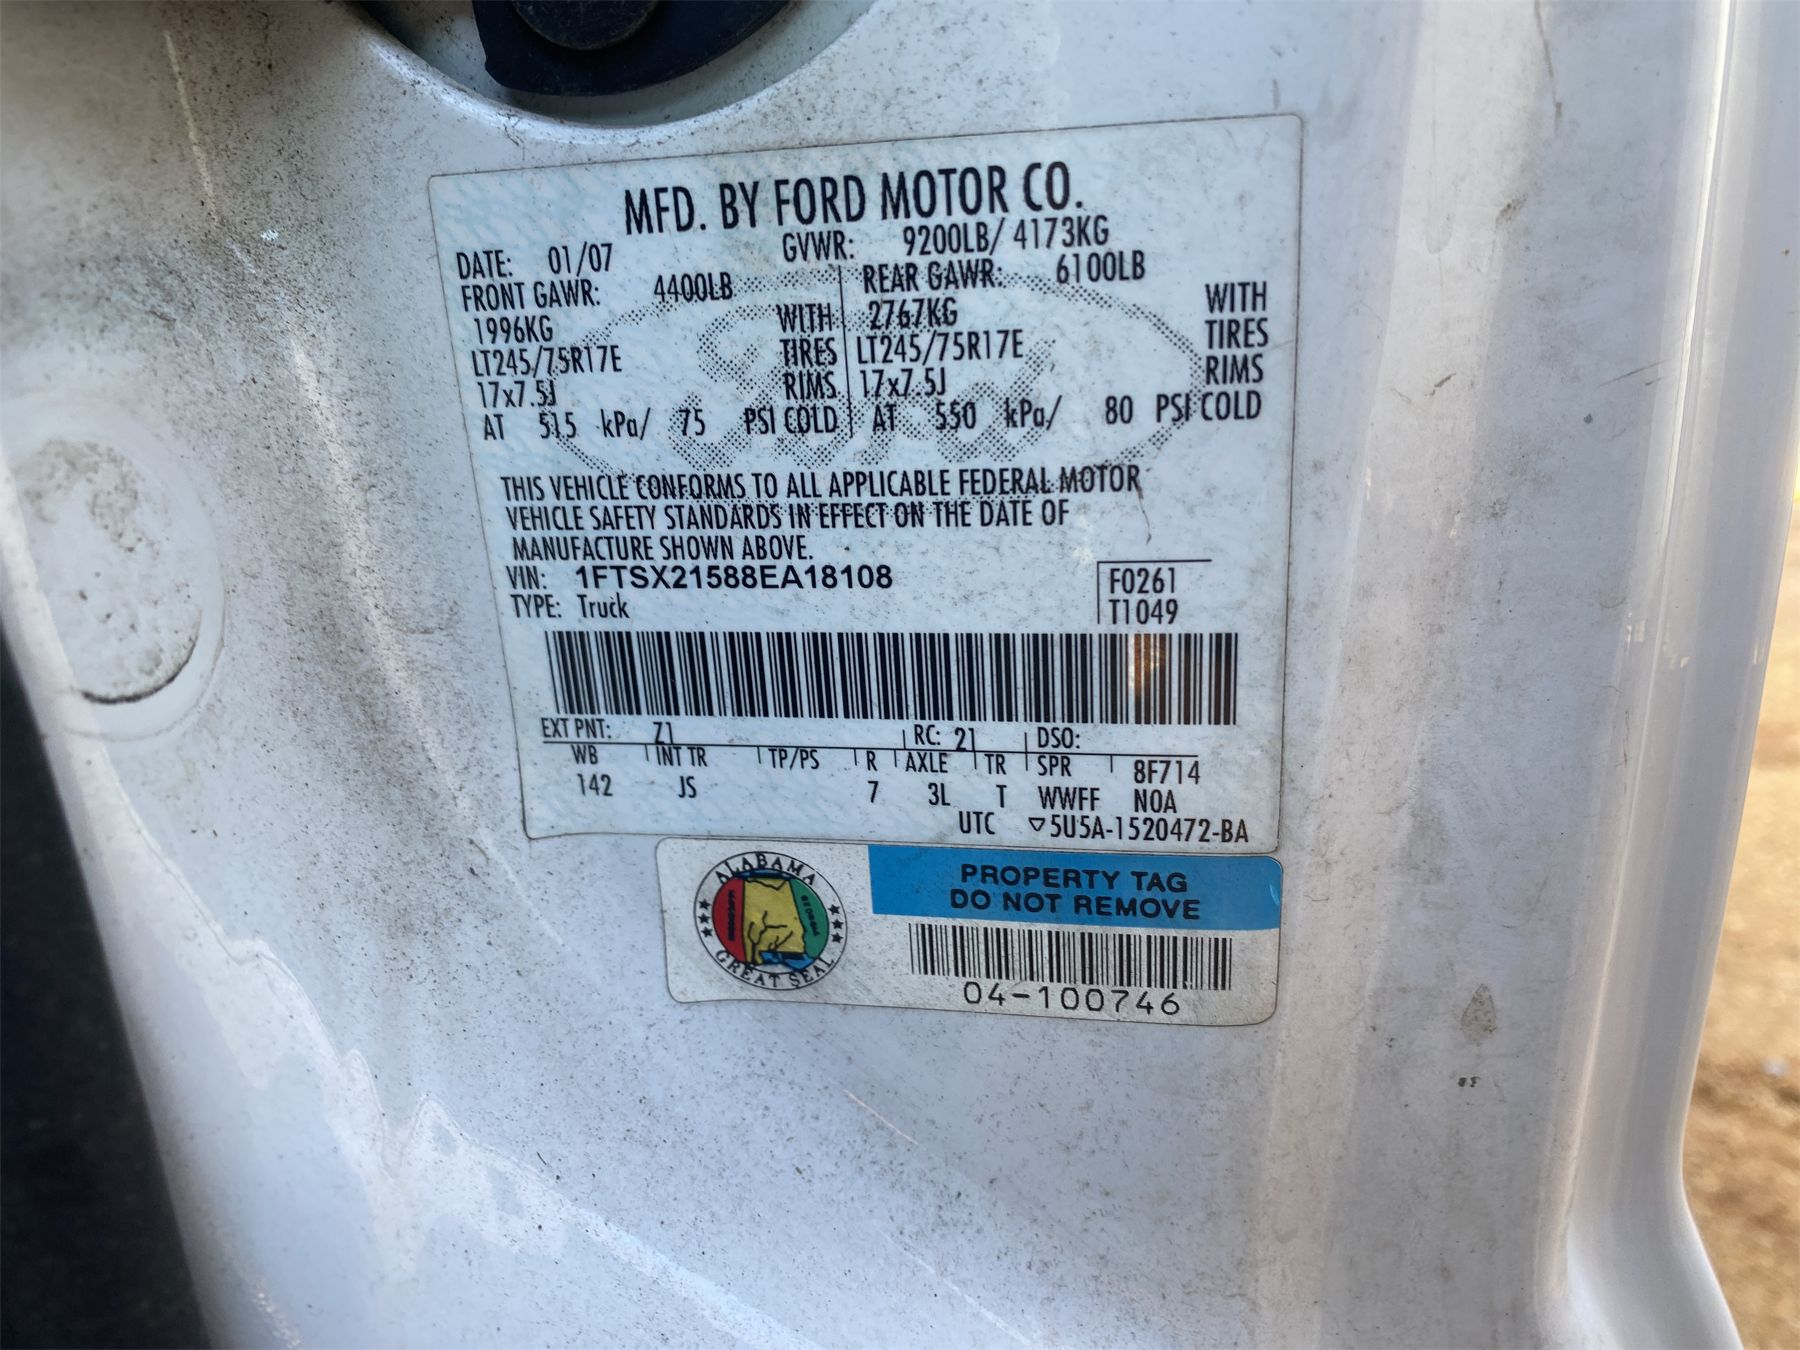 MFD. BY FORD MOTOR CO.
DATE: 01/07 GVWR: 9200LB/ 4173KG
FRONT GAWR: 4400LB REAR GAWR: 6100LB
1996KG WITH 2767KG WITH
LT245/75R17E TIRES LT245/75R17E TIRES
17x7.5J RIMS 17x7.5J RIMS
AT 515 kPa/ 75 PSI COLD AT 550 kPa/ 80 PSI COLD
THIS VEHICLE CONFORMS TO ALL APPLICABLE FEDERAL MOTOR
VEHICLE SAFETY STANDARDS IN EFFECT ON THE DATE OF
MANUFACTURE SHOWN ABOVE.
VIN: 1FTSX21588EA18108 F0261
TYPE: Truck T1049
EXT PNT: Z1 RC: 21 DSO:
WB INT TR TP/PS R AXLE TR SPR 8F714
142 JS 7 3L T WWFF NOA
UTC ▽5U5A-1520472-BA
ALABAMA
GREAT SEAL
PROPERTY TAG
DO NOT REMOVE
04-100746